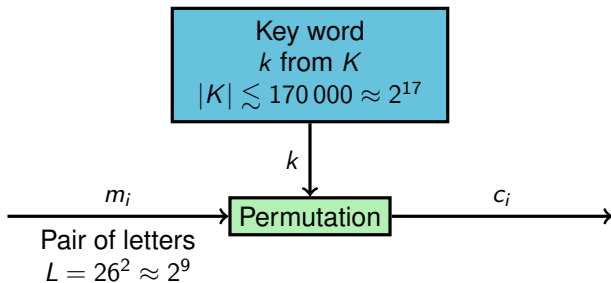 Key word
k from K
|K| ⪅ 170 000 ≈ 2^17
k
m_i
Permutation
c_i
Pair of letters
L = 26^2 ≈ 2^9